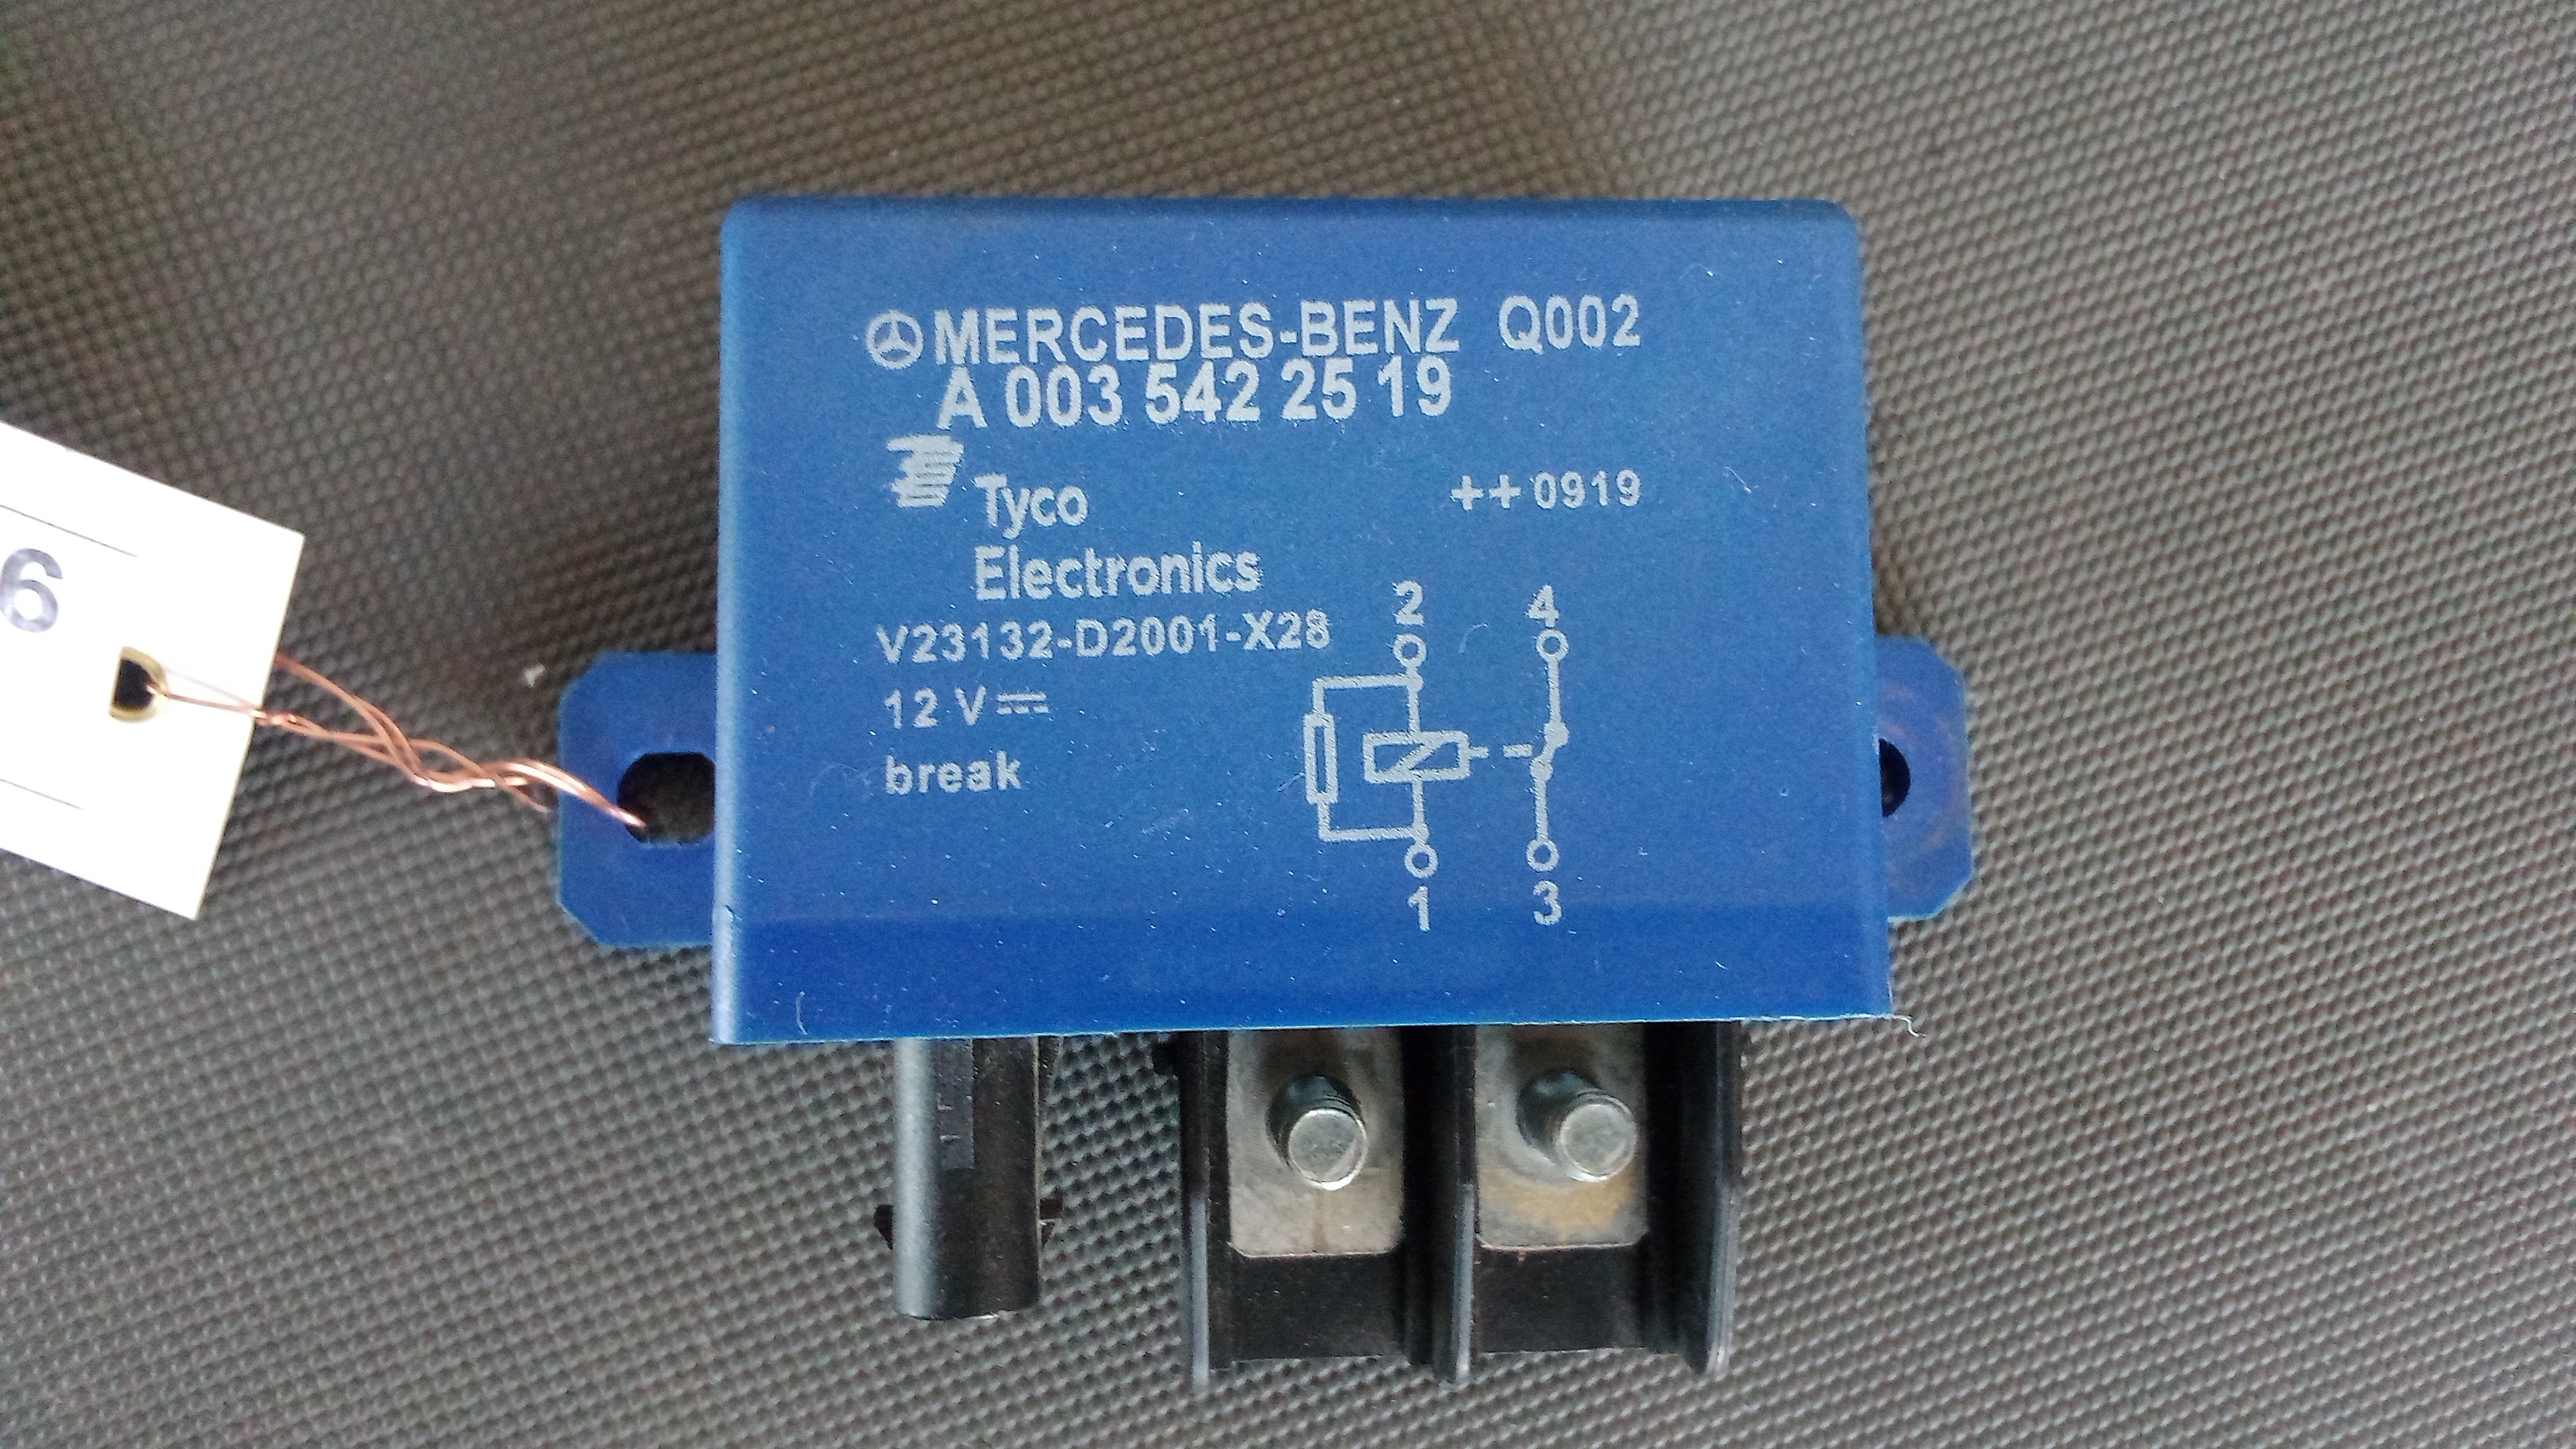 MERCEDES-BENZ Q002
A 003 542 25 19
Tyco
Electronics
++0919
V23132-D2001-X28
12 V⎓
break
2 4
1 3
6